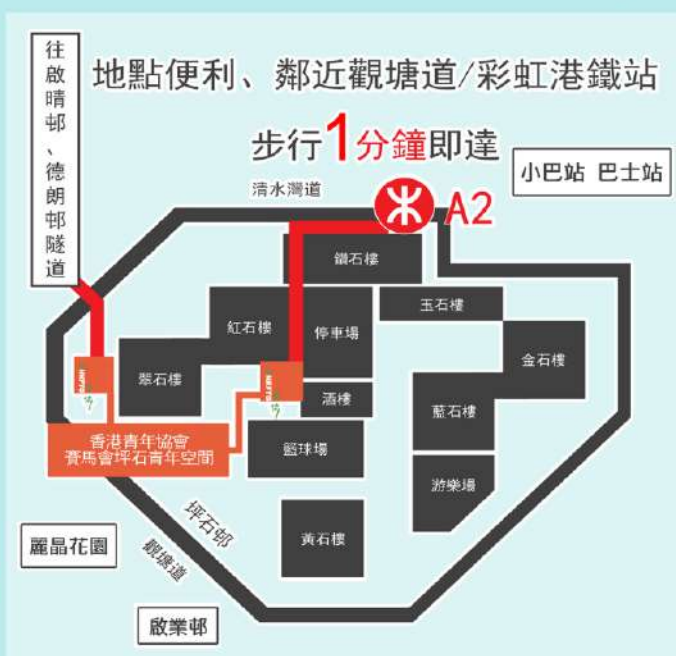 往啟晴邨、德朗邨隧道
地點便利、鄰近觀塘道/彩虹港鐵站
步行1分鐘即達
小巴站 巴士站
清水灣道
A2
鑽石樓
玉石樓
紅石樓
停車場
金石樓
翠石樓
酒樓
藍石樓
香港青年協會
賽馬會坪石青年空間
籃球場
游樂場
坪石邨
黃石樓
麗晶花園
觀塘道
啟業邨